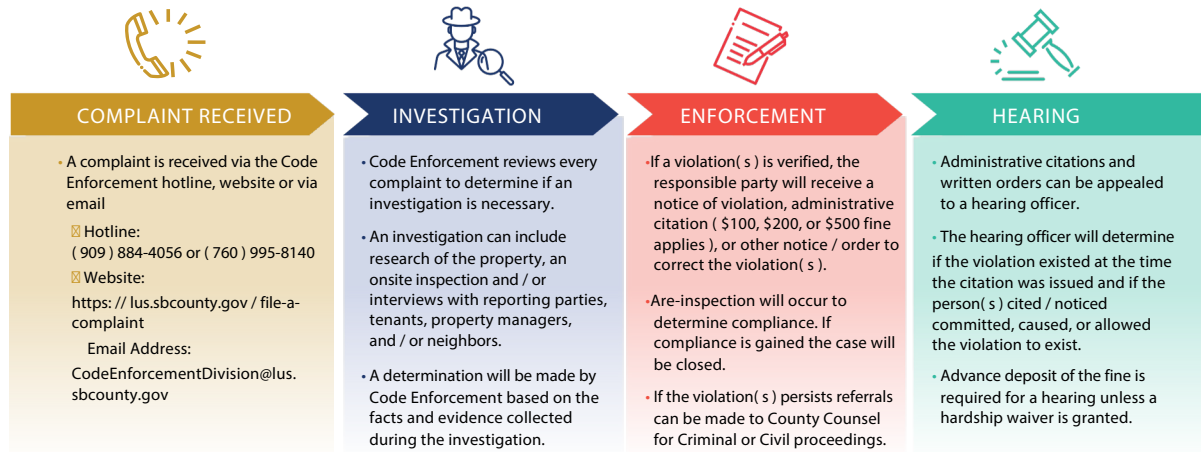 COMPLAINT RECEIVED
• A complaint is received via the Code
Enforcement hotline, website or via
email
Hotline:
( 909 ) 884-4056 or ( 760 ) 995-8140
Website:
https: // lus.sbcounty.gov / file-a-
complaint
Email Address:
CodeEnforcementDivision@lus.
sbcounty.gov
INVESTIGATION
• Code Enforcement reviews every
complaint to determine if an
investigation is necessary.
• An investigation can include
research of the property, an
onsite inspection and / or
interviews with reporting parties,
tenants, property managers,
and / or neighbors.
• A determination will be made by
Code Enforcement based on the
facts and evidence collected
during the investigation.
ENFORCEMENT
•If a violation( s ) is verified, the
responsible party will receive a
notice of violation, administrative
citation ( $100, $200, or $500 fine
applies ), or other notice / order to
correct the violation( s ).
•Are-inspection will occur to
determine compliance. If
compliance is gained the case will
be closed.
• If the violation( s ) persists referrals
can be made to County Counsel
for Criminal or Civil proceedings.
HEARING
• Administrative citations and
written orders can be appealed
to a hearing officer.
• The hearing officer will determine
if the violation existed at the time
the citation was issued and if the
person( s ) cited / noticed
committed, caused, or allowed
the violation to exist.
• Advance deposit of the fine is
required for a hearing unless a
hardship waiver is granted.